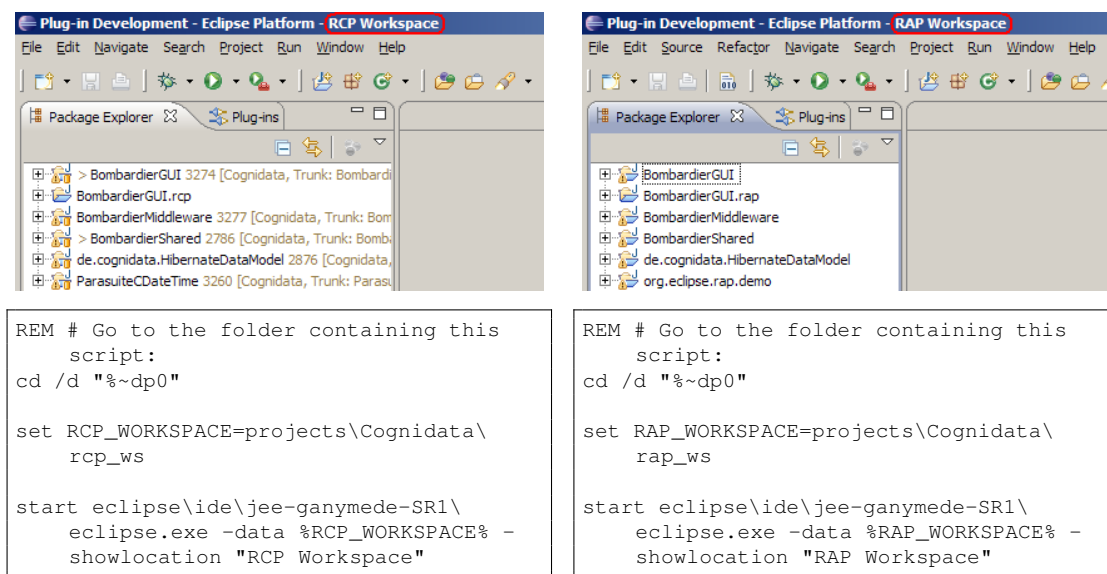 Plug-in Development - Eclipse Platform - RCP Workspace
File Edit Navigate Search Project Run Window Help
Package Explorer Plug-ins
> BombardierGUI 3274 [Cognidata, Trunk: Bombardi
BombardierGUI.rcp
BombardierMiddleware 3277 [Cognidata, Trunk: Bom
> BombardierShared 2786 [Cognidata, Trunk: Bomba
de.cognidata.HibernateDataModel 2876 [Cognidata,
ParasuiteCDateTime 3260 [Cognidata, Trunk: Parasu
REM # Go to the folder containing this
script:
cd /d "%~dp0"
set RCP_WORKSPACE=projects\Cognidata\
rcp_ws
start eclipse\ide\jee-ganymede-SR1\
eclipse.exe -data %RCP_WORKSPACE% -
showlocation "RCP Workspace"
Plug-in Development - Eclipse Platform - RAP Workspace
File Edit Source Refactor Navigate Search Project Run Window Help
Package Explorer Plug-ins
BombardierGUI
BombardierGUI.rap
BombardierMiddleware
BombardierShared
de.cognidata.HibernateDataModel
org.eclipse.rap.demo
REM # Go to the folder containing this
script:
cd /d "%~dp0"
set RAP_WORKSPACE=projects\Cognidata\
rap_ws
start eclipse\ide\jee-ganymede-SR1\
eclipse.exe -data %RAP_WORKSPACE% -
showlocation "RAP Workspace"